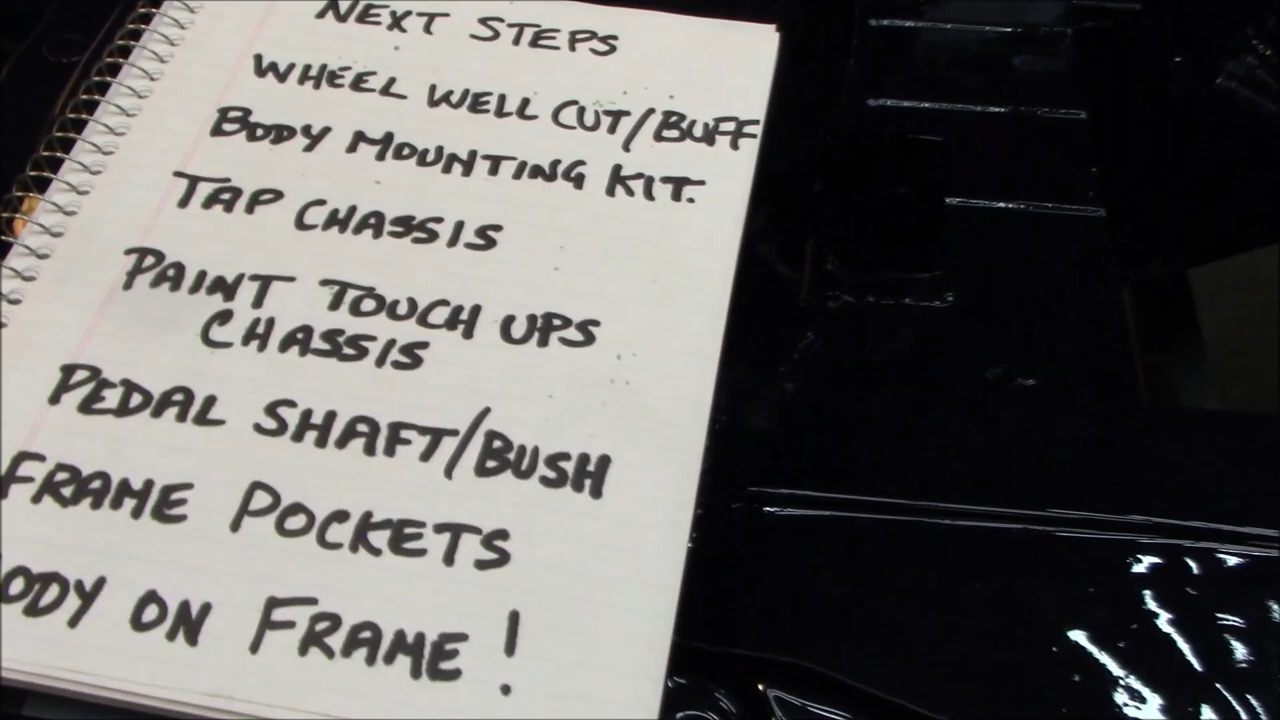 NEXT STEPS
WHEEL WELL CUT/BUFF
BODY MOUNTING KIT.
TAP CHASSIS
PAINT TOUCH UPS
CHASSIS
PEDAL SHAFT/BUSH
FRAME POCKETS
ODY ON FRAME!